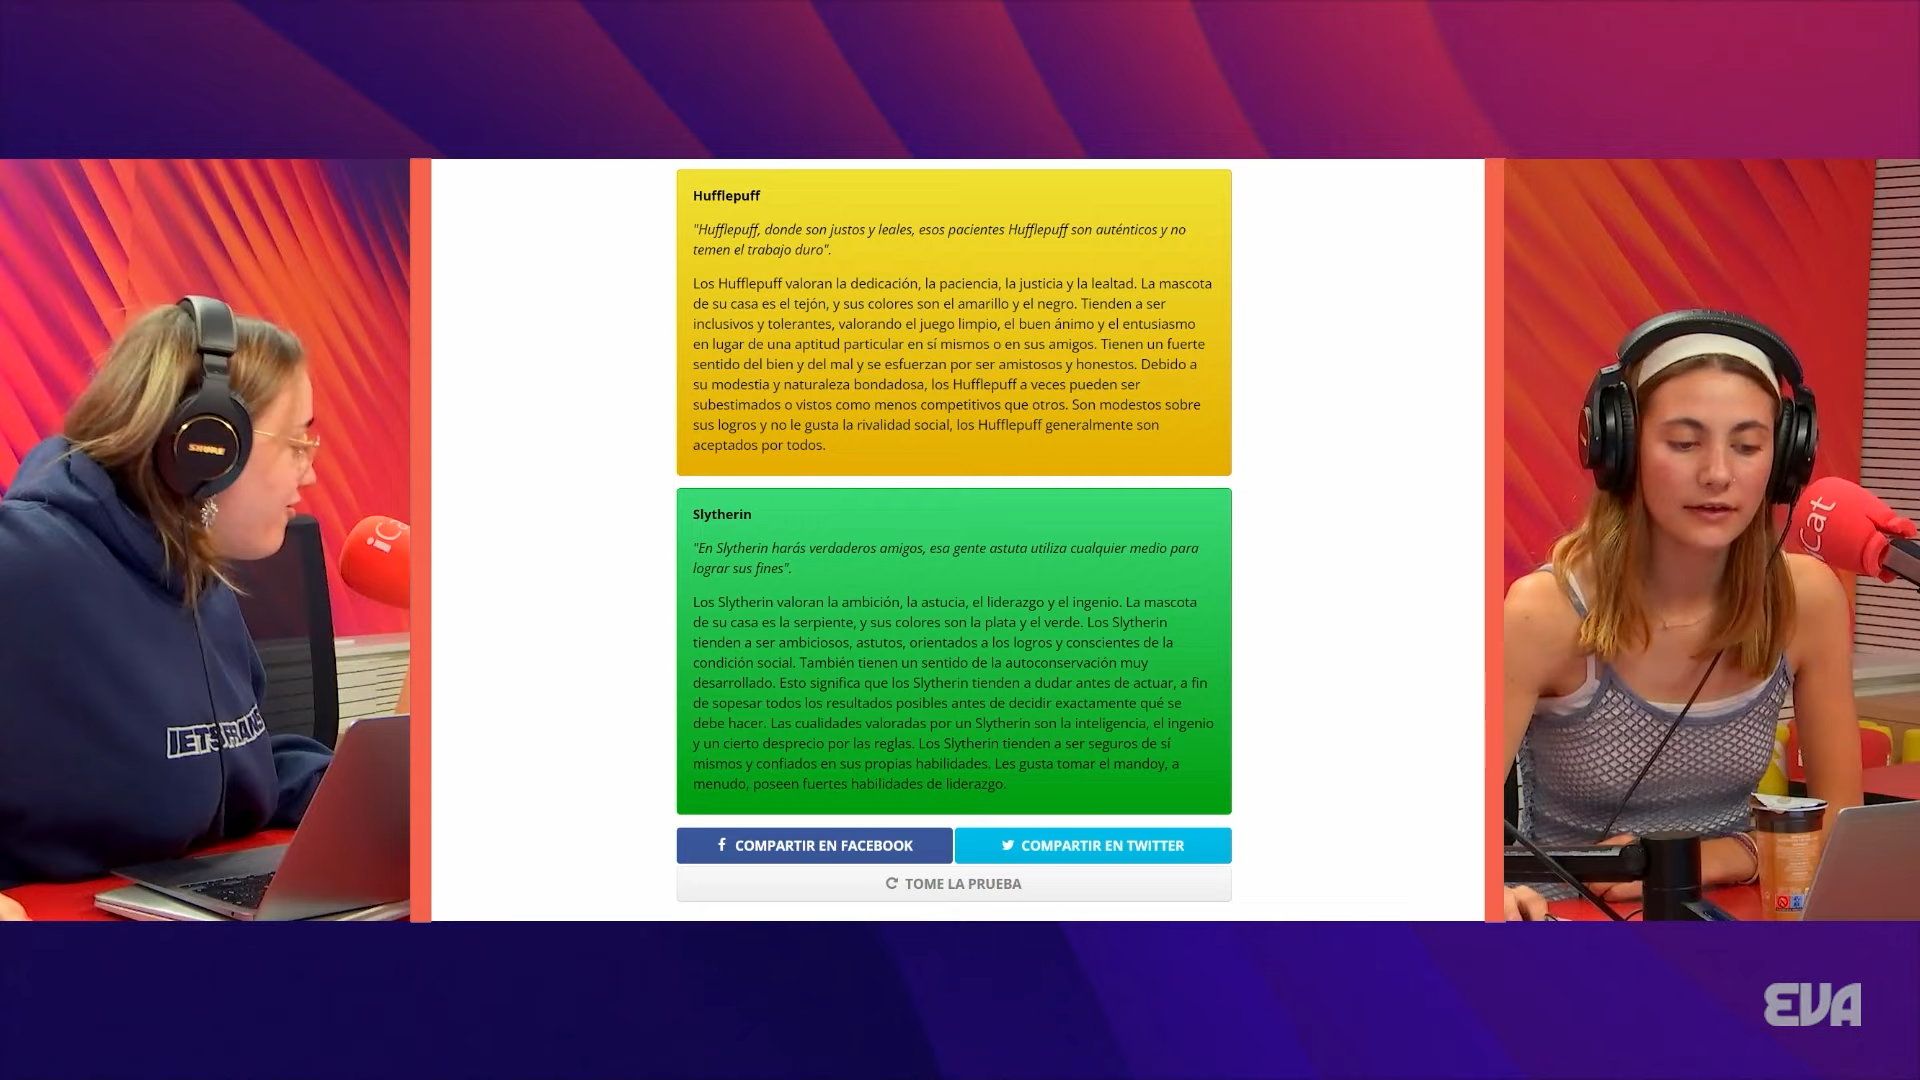 Hufflepuff
"Hufflepuff, donde son justos y leales, esos pacientes Hufflepuff son auténticos y no
temen el trabajo duro".
Los Hufflepuff valoran la dedicación, la paciencia, la justicia y la lealtad. La mascota
de su casa es el tejón, y sus colores son el amarillo y el negro. Tienden a ser
inclusivos y tolerantes, valorando el juego limpio, el buen ánimo y el entusiasmo
en lugar de una aptitud particular en sí mismos o en sus amigos. Tienen un fuerte
sentido del bien y del mal y se esfuerzan por ser amistosos y honestos. Debido a
su modestia y naturaleza bondadosa, los Hufflepuff a veces pueden ser
subestimados o vistos como menos competitivos que otros. Son modestos sobre
sus logros y no le gusta la rivalidad social, los Hufflepuff generalmente son
aceptados por todos.
Slytherin
"En Slytherin harás verdaderos amigos, esa gente astuta utiliza cualquier medio para
lograr sus fines".
Los Slytherin valoran la ambición, la astucia, el liderazgo y el ingenio. La mascota
de su casa es la serpiente, y sus colores son la plata y el verde. Los Slytherin
tienden a ser ambiciosos, astutos, orientados a los logros y conscientes de la
condición social. También tienen un sentido de la autoconservación muy
desarrollado. Esto significa que los Slytherin tienden a dudar antes de actuar, a fin
de sopesar todos los resultados posibles antes de decidir exactamente qué se
debe hacer. Las cualidades valoradas por un Slytherin son la inteligencia, el ingenio
y un cierto desprecio por las reglas. Los Slytherin tienden a ser seguros de sí
mismos y confiados en sus propias habilidades. Les gusta tomar el mandoy, a
menudo, poseen fuertes habilidades de liderazgo.
COMPARTIR EN FACEBOOK
COMPARTIR EN TWITTER
TOME LA PRUEBA
SHURE
Cat
EVA